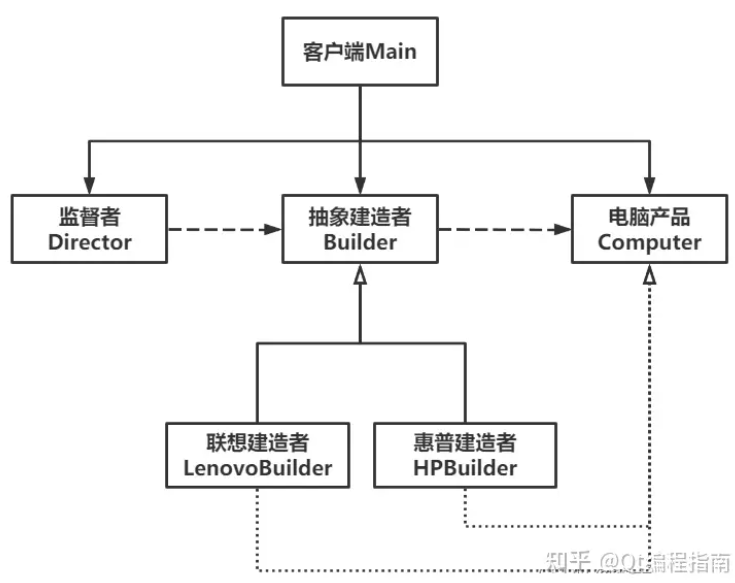 客户端Main
监督者
Director
抽象建造者
Builder
电脑产品
Computer
联想建造者
LenovoBuilder
惠普建造者
HPBuilder
知乎 @Qt编程指南